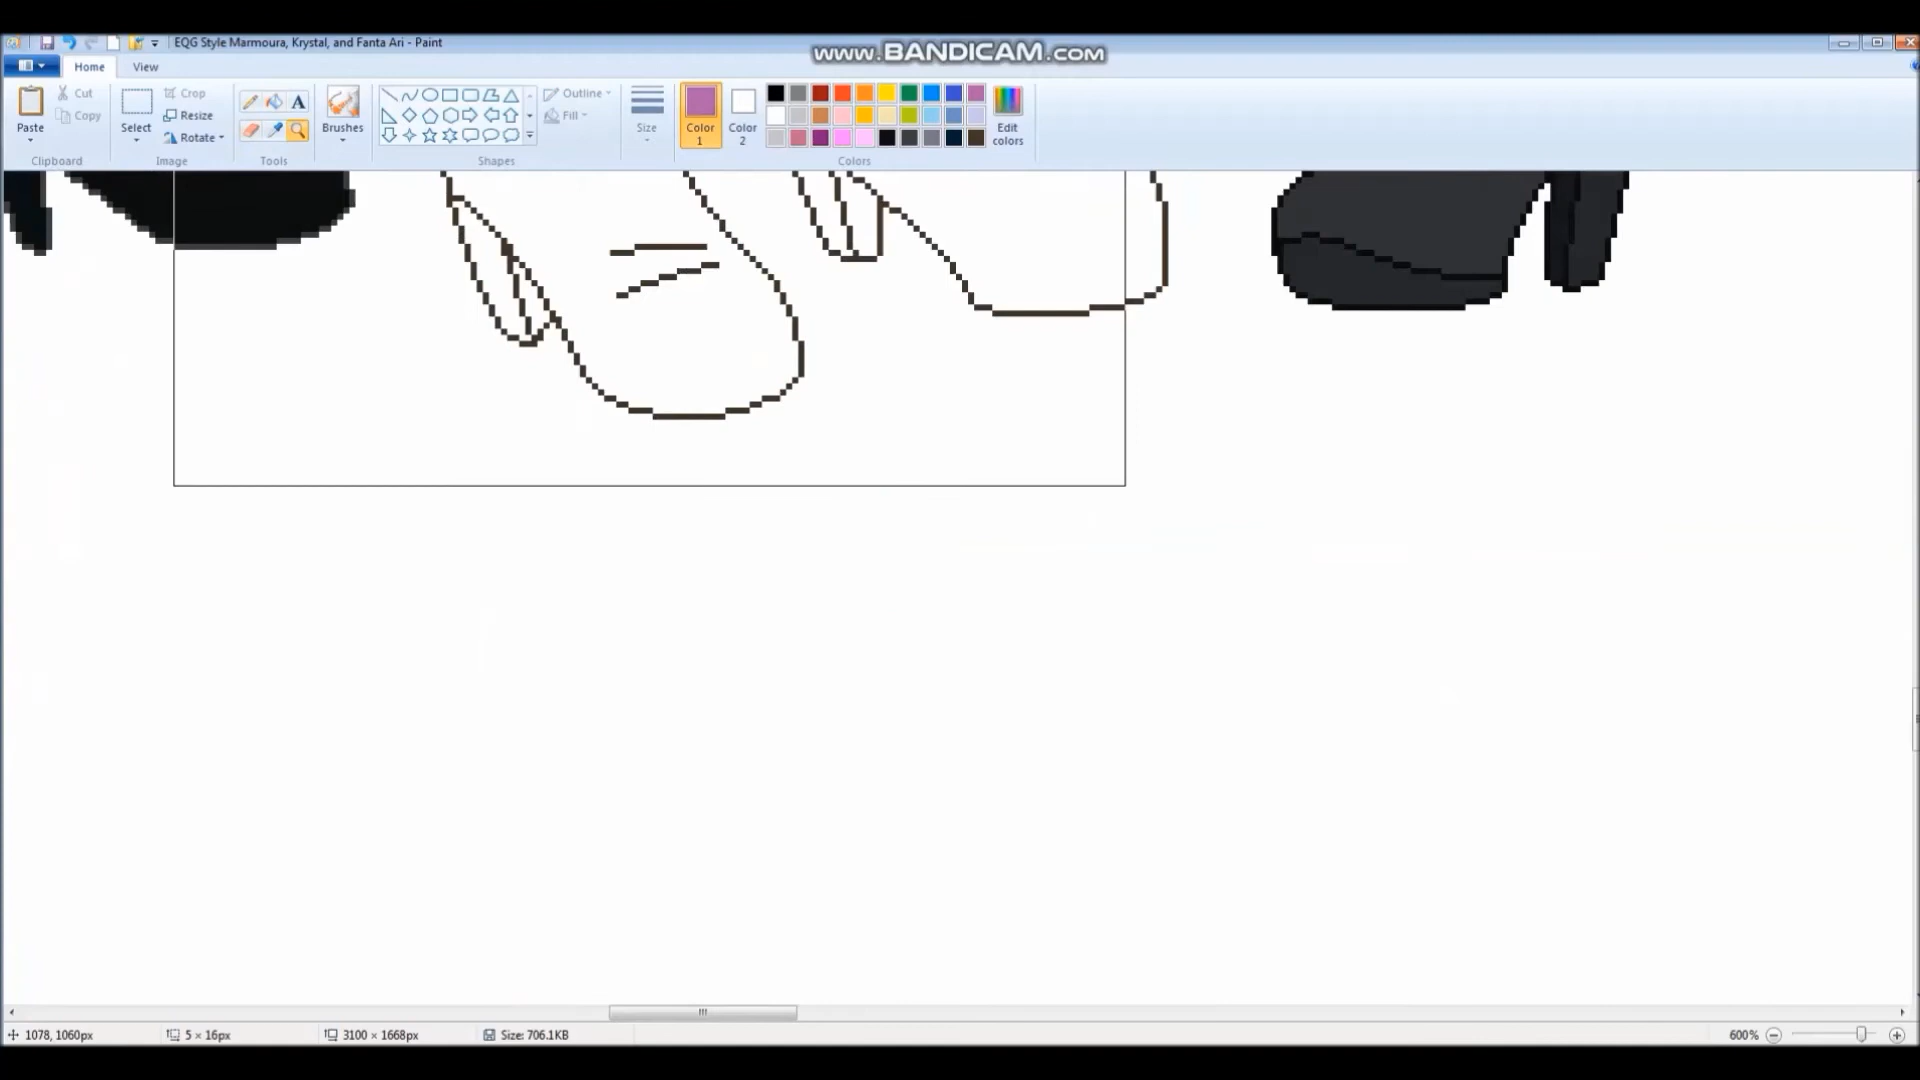 EQG Style Marmoura, Krystal, and Fanta Ari - Paint
www.BANDICAM.com
Home View
Paste
Cut
Copy
Clipboard
Select
Crop
Resize
Rotate
Image
A
Tools
Brushes
Outline
Fill
Shapes
Size
Color 1
Color 2
Edit colors
Colors
1078, 1060px
5 × 16px
3100 × 1668px
Size: 706.1KB
600%